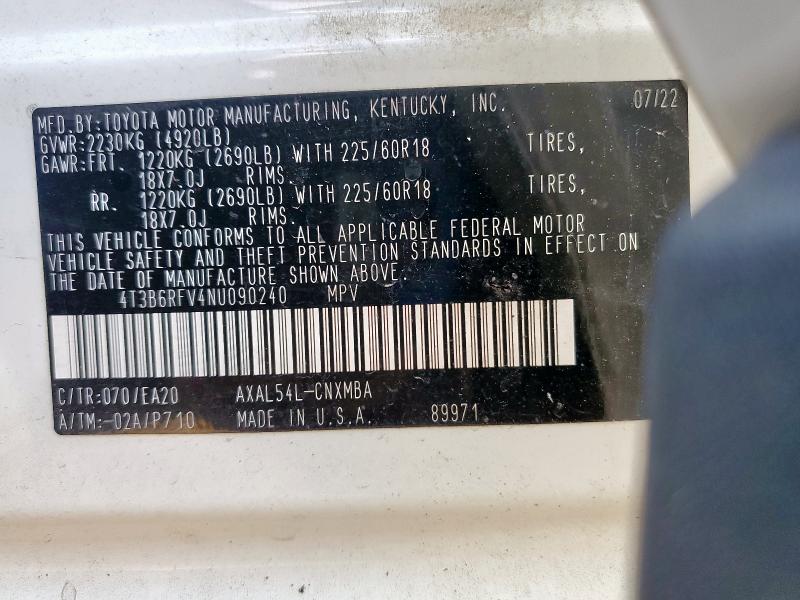 MFD.BY:TOYOTA MOTOR MANUFACTURING, KENTUCKY, INC. 07/22
GVWR:2230KG (4920LB)
GAWR:FRT. 1220KG (2690LB) WITH 225/60R18 TIRES,
18X7.0J RIMS.
RR. 1220KG (2690LB) WITH 225/60R18 TIRES,
18X7.0J RIMS.
THIS VEHICLE CONFORMS TO ALL APPLICABLE FEDERAL MOTOR
VEHICLE SAFETY AND THEFT PREVENTION STANDARDS IN EFFECT ON
THE DATE OF MANUFACTURE SHOWN ABOVE.
4T3B6RFV4NU090240 MPV
C/TR:070/EA20 AXAL54L-CNXMBA
A/TM:-02A/P710 MADE IN U.S.A. 89971